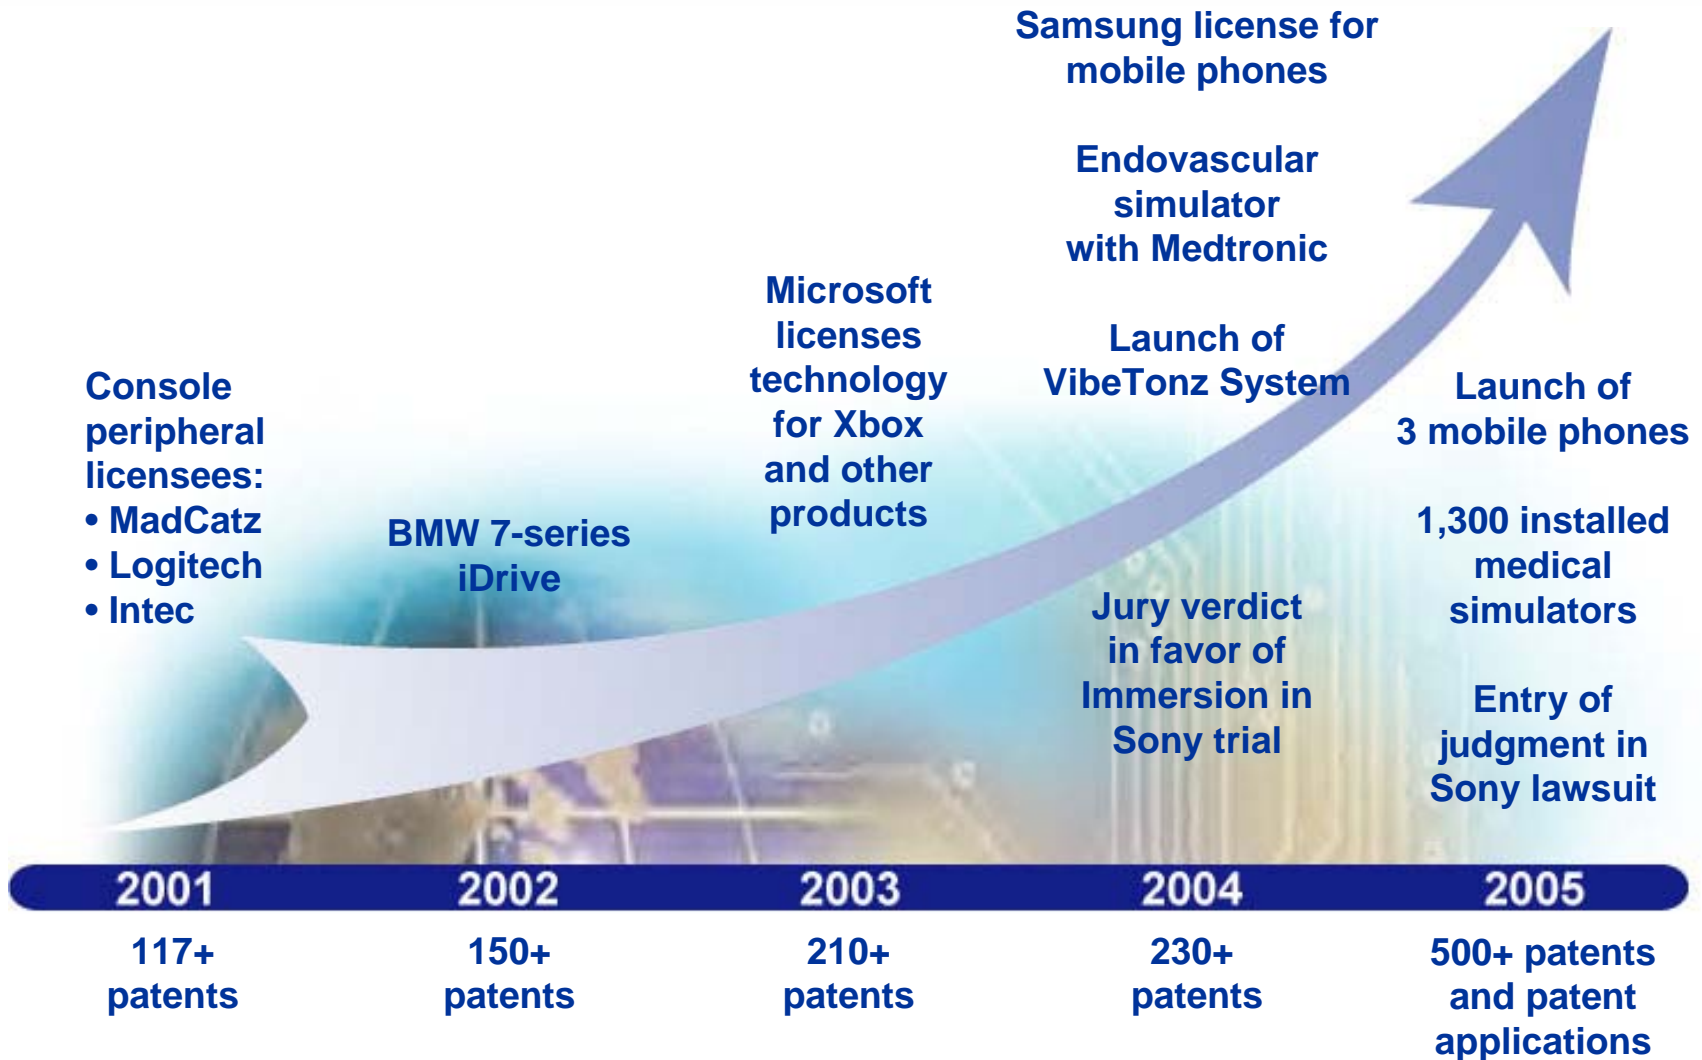 Console
peripheral
licensees:
• MadCatz
• Logitech
• Intec
BMW 7-series
iDrive
Microsoft
licenses
technology
for Xbox
and other
products
Samsung license for
mobile phones
Endovascular
simulator
with Medtronic
Launch of
VibeTonz System
Jury verdict
in favor of
Immersion in
Sony trial
Launch of
3 mobile phones
1,300 installed
medical
simulators
Entry of
judgment in
Sony lawsuit
2001 2002 2003 2004 2005
117+
patents
150+
patents
210+
patents
230+
patents
500+ patents
and patent
applications